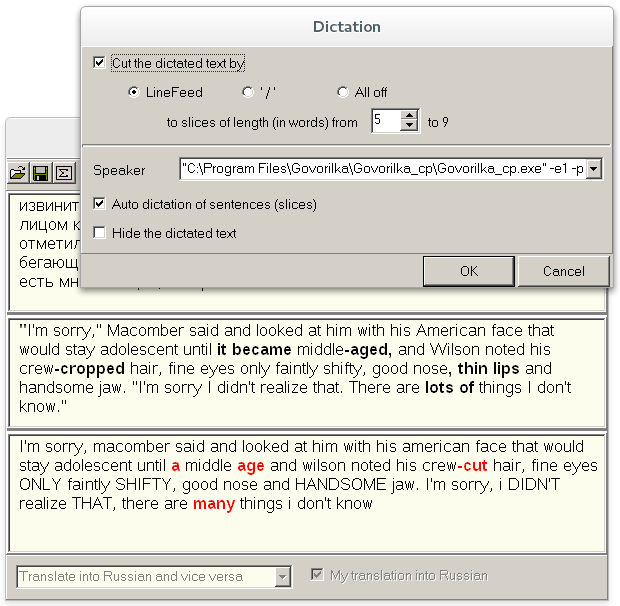 Dictation
Cut the dictated text by
LineFeed ' / ' All off
to slices of length (in words) from 5 to 9
Speaker "C:\Program Files\Govorilka\Govorilka_cp\Govorilka_cp.exe" -e1 -p
Auto dictation of sentences (slices)
Hide the dictated text
OK Cancel
извинит
лицом к
отметил
бегающ
есть мн
"I'm sorry," Macomber said and looked at him with his American face that
would stay adolescent until it became middle-aged, and Wilson noted his
crew-cropped hair, fine eyes only faintly shifty, good nose, thin lips and
handsome jaw. "I'm sorry I didn't realize that. There are lots of things I don't
know."
I'm sorry, macomber said and looked at him with his american face that would
stay adolescent until a middle age and wilson noted his crew-cut hair, fine eyes
ONLY faintly SHIFTY, good nose and HANDSOME jaw. I'm sorry, i DIDN'T
realize THAT, there are many things i don't know
Translate into Russian and vice versa My translation into Russian